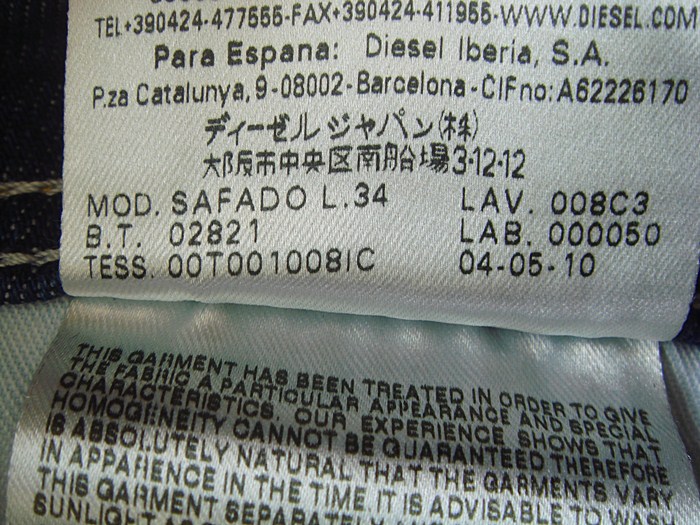 TEL+390424-477555-FAX+390424-411955-WWW.DIESEL.COM
Para Espana: Diesel Iberia, S.A.
P.za Catalunya, 9-08002-Barcelona-CIFno: A62226170
ディーゼルジャパン(株)
大阪市中央区南船場3-12-12
MOD. SAFADO L.34 LAV. 008C3
B.T. 02821 LAB. 000050
TESS. 00T001008IC 04-05-10
THIS GARMENT HAS BEEN TREATED IN ORDER TO GIVE
THE FABRIC A PARTICULAR APPEARANCE AND SPECIAL
CHARACTERISTICS. OUR EXPERIENCE SHOWS THAT
HOMOGENEITY CANNOT BE GUARANTEED THEREFORE
IS ABSOLUTELY NATURAL THAT THE GARMENTS VARY
IN APPARIENCE IN THE TIME. IT IS ADVISABLE TO WASH
THIS GARMENT SEPARATELY
SUNLIGHT